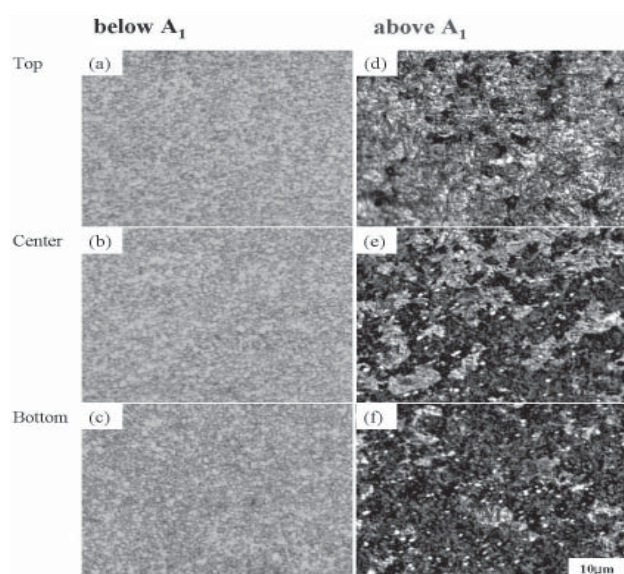 below A₁ above A₁
Top (a) (d)
Center (b) (e)
Bottom (c) (f)
10μm